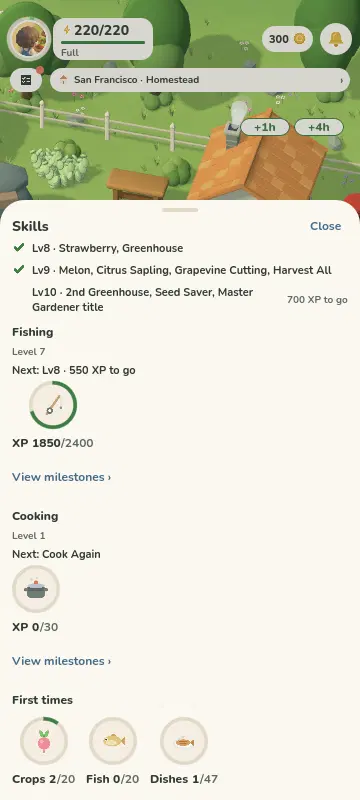 220/220
Full
300
San Francisco · Homestead ›
+1h
+4h
Skills
Close
Lv8 · Strawberry, Greenhouse
Lv9 · Melon, Citrus Sapling, Grapevine Cutting, Harvest All
Lv10 · 2nd Greenhouse, Seed Saver, Master
Gardener title
700 XP to go
Fishing
Level 7
Next: Lv8 · 550 XP to go
XP 1850/2400
View milestones ›
Cooking
Level 1
Next: Cook Again
XP 0/30
View milestones ›
First times
Crops 2/20
Fish 0/20
Dishes 1/47